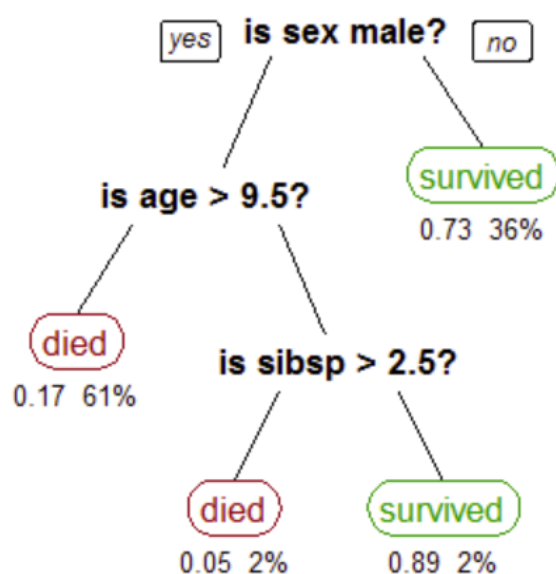 yes is sex male? no
survived
is age > 9.5?
0.73 36%
died
0.17 61%
is sibsp > 2.5?
died survived
0.05 2% 0.89 2%